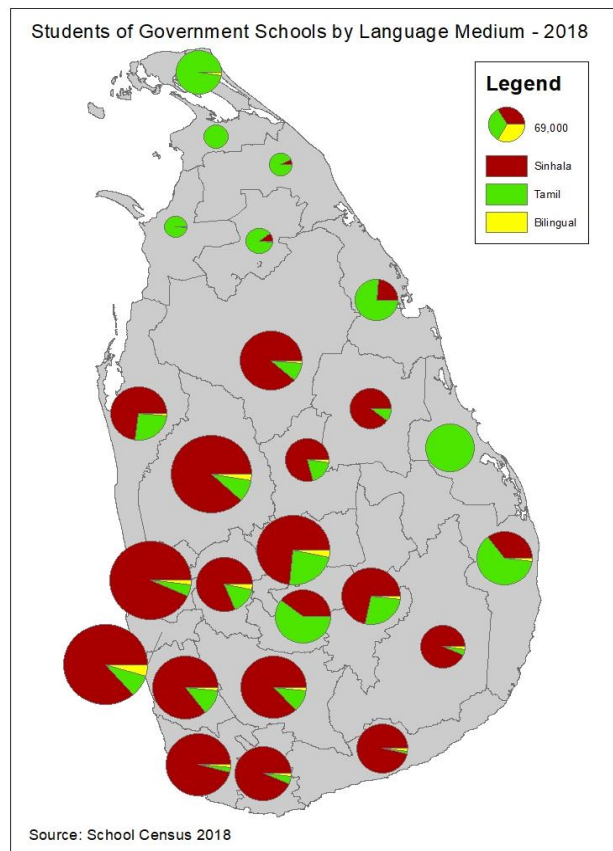 Students of Government Schools by Language Medium - 2018
Legend
69,000
Sinhala
Tamil
Bilingual
Source: School Census 2018